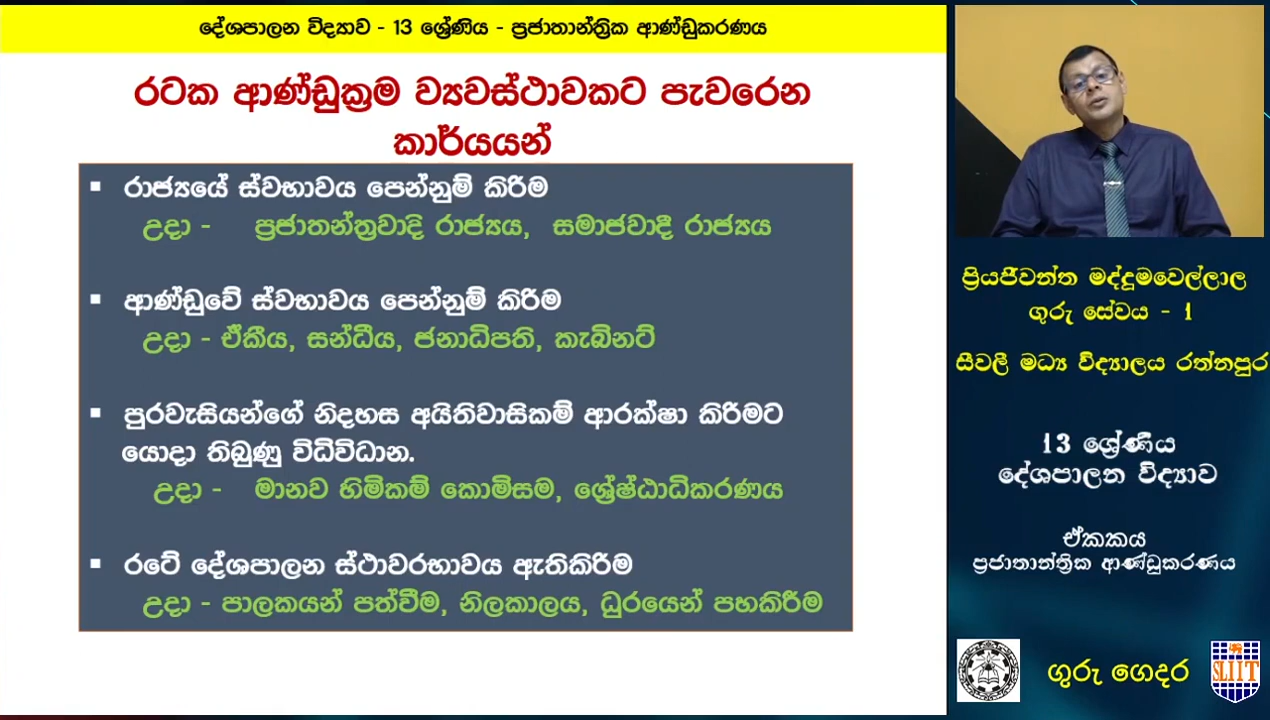 දේශපාලන විද්‍යාව - 13 ශ්‍රේණිය - ප්‍රජාතාන්ත්‍රික ආණ්ඩුකරණය
රටක ආණ්ඩුක්‍රම ව්‍යවස්ථාවකට පැවරෙන
කාර්යයන්
▪ රාජ්‍යයේ ස්වභාවය පෙන්නුම් කිරිම
උදා - ප්‍රජාතන්ත්‍රවාදි රාජ්‍යය, සමාජවාදී රාජ්‍යය
▪ ආණ්ඩුවේ ස්වභාවය පෙන්නුම් කිරිම
උදා - ඒකීය, සන්ධීය, ජනාධිපති, කැබිනට්
▪ පුරවැසියන්ගේ නිදහස අයිතිවාසිකම් ආරක්ෂා කිරිමට
යොදා තිබුණු විධිවිධාන.
උදා - මානව හිමිකම් කොමිසම, ශ්‍රේෂ්ඨාධිකරණය
▪ රටේ දේශපාලන ස්ථාවරභාවය ඇතිකිරිම
උදා - පාලකයන් පත්වීම, නිලකාලය, ධුරයෙන් පහකිරීම
ප්‍රියජීවන්ත මද්දූමවෙල්ලාල
ගුරු සේවය - 1
සීවලී මධ්‍ය විද්‍යාලය රත්නපුර
13 ශ්‍රේණිය
දේශපාලන විද්‍යාව
ඒකකය
ප්‍රජාතාන්ත්‍රික ආණ්ඩුකරණය
ගුරු ගෙදර
SLIIT